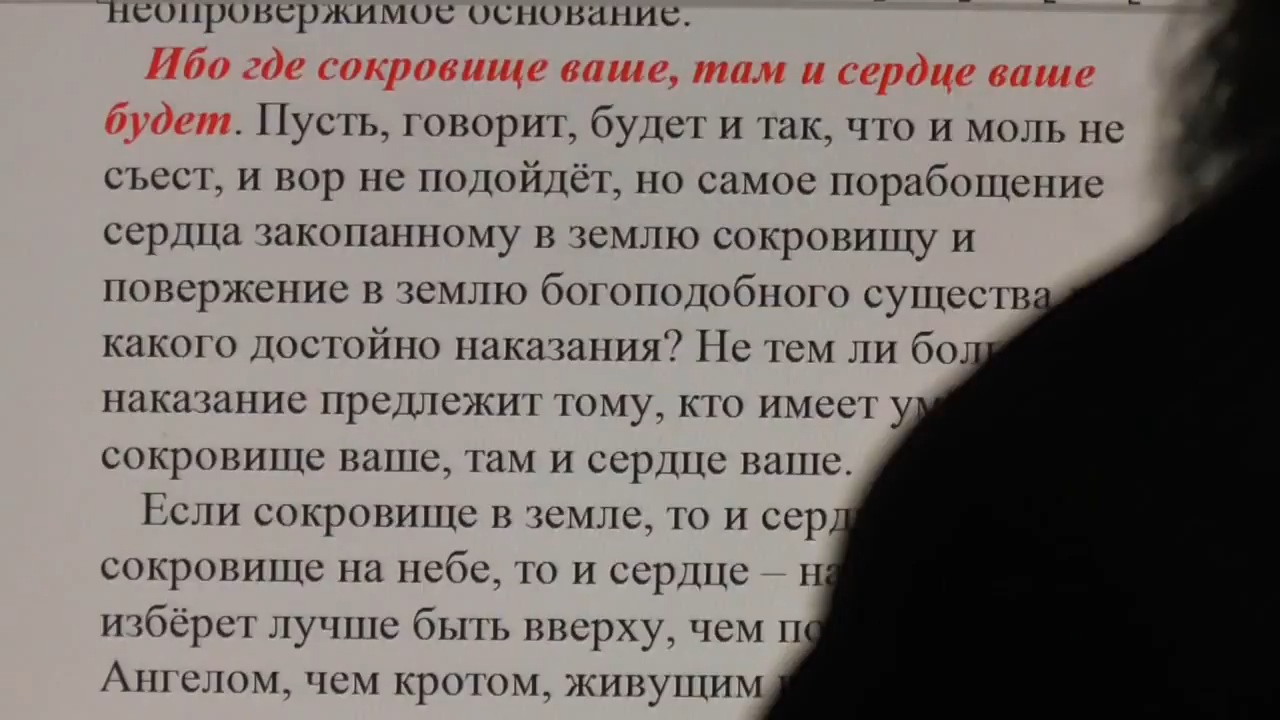 неопровержимое основание.
Ибо где сокровище ваше, там и сердце ваше
будет. Пусть, говорит, будет и так, что и моль не
съест, и вор не подойдёт, но самое порабощение
сердца закопанному в землю сокровищу и
повержение в землю богоподобного существа
какого достойно наказания? Не тем ли
наказание предлежит тому, кто имеет
сокровище ваше, там и сердце ваше.
Если сокровище в земле, то и
сокровище на небе, то и сердце –
изберёт лучше быть вверху, чем
Ангелом, чем кротом, живущим